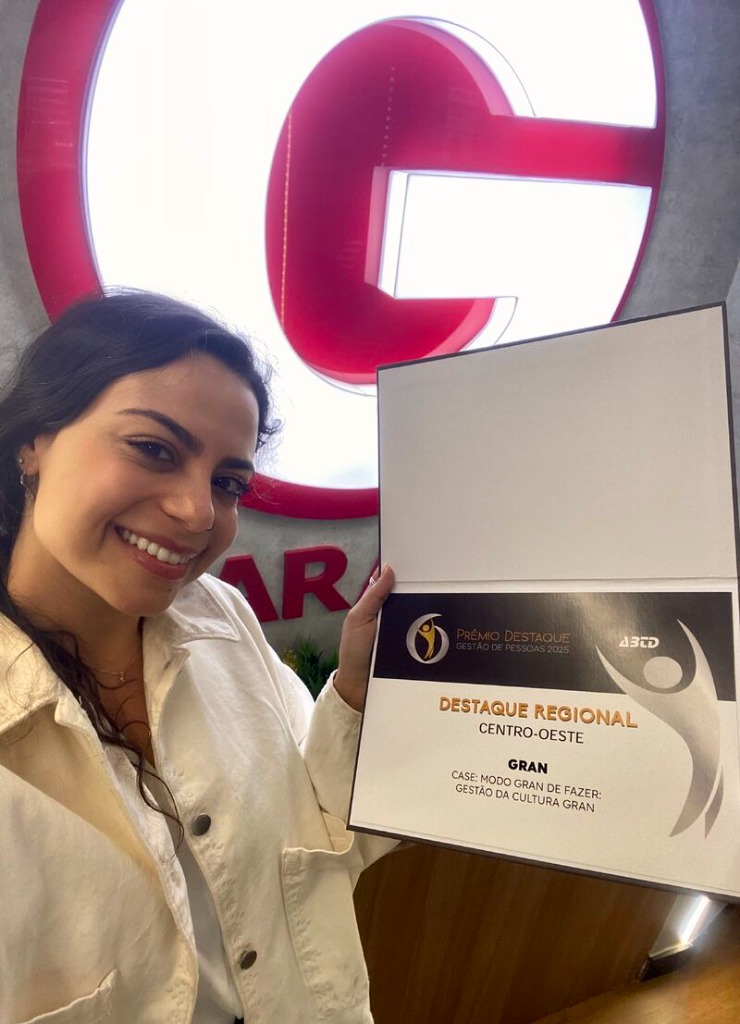 G
ARA
PRÊMIO DESTAQUE
GESTÃO DE PESSOAS 2025
ABTD
DESTAQUE REGIONAL
CENTRO-OESTE
GRAN
CASE: MODO GRAN DE FAZER:
GESTÃO DA CULTURA GRAN